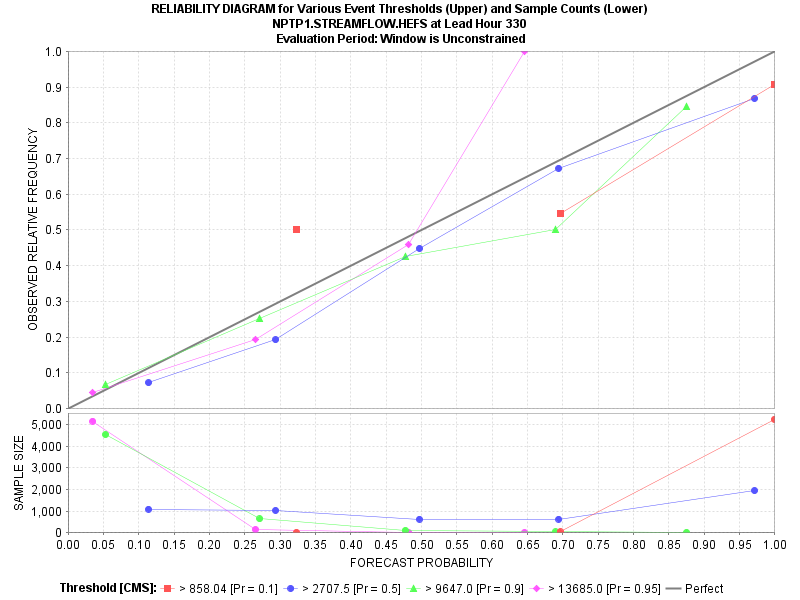 RELIABILITY DIAGRAM for Various Event Thresholds (Upper) and Sample Counts (Lower)
NPTP1.STREAMFLOW.HEFS at Lead Hour 330
Evaluation Period: Window is Unconstrained
OBSERVED RELATIVE FREQUENCY
1.0
0.9
0.8
0.7
0.6
0.5
0.4
0.3
0.2
0.1
0.0
SAMPLE SIZE
5,000
4,000
3,000
2,000
1,000
0
0.00 0.05 0.10 0.15 0.20 0.25 0.30 0.35 0.40 0.45 0.50 0.55 0.60 0.65 0.70 0.75 0.80 0.85 0.90 0.95 1.00
FORECAST PROBABILITY
Threshold [CMS]: > 858.04 [Pr = 0.1] > 2707.5 [Pr = 0.5] > 9647.0 [Pr = 0.9] > 13685.0 [Pr = 0.95] Perfect